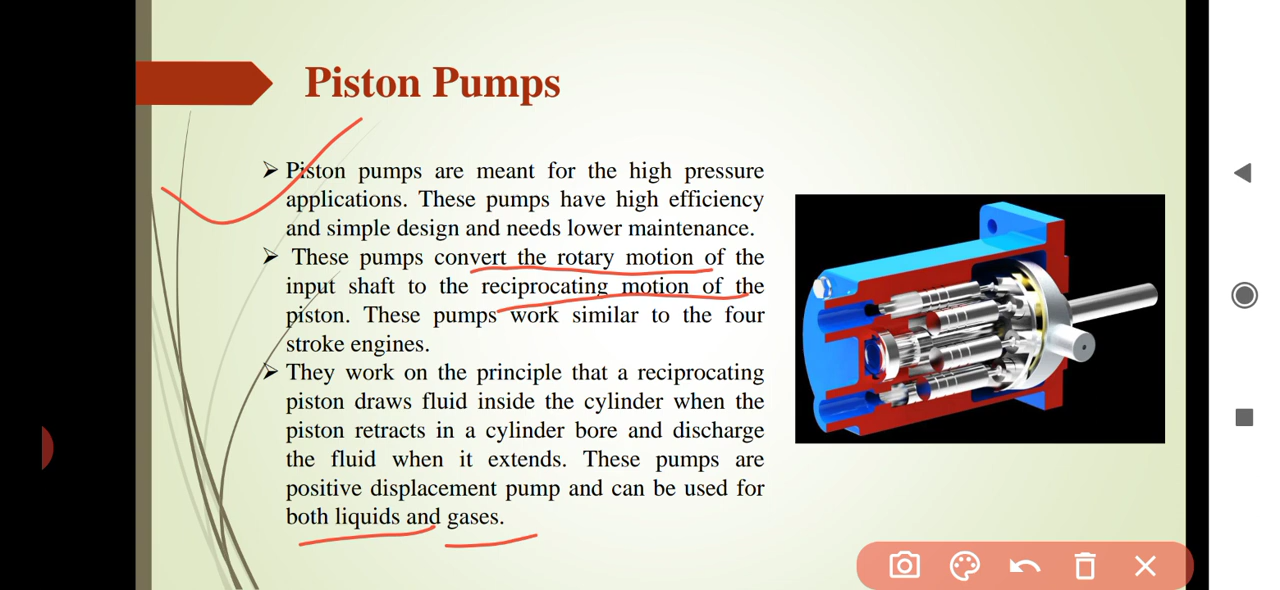 Piston Pumps
➢ Piston pumps are meant for the high pressure
applications. These pumps have high efficiency
and simple design and needs lower maintenance.
➢ These pumps convert the rotary motion of the
input shaft to the reciprocating motion of the
piston. These pumps work similar to the four
stroke engines.
➢ They work on the principle that a reciprocating
piston draws fluid inside the cylinder when the
piston retracts in a cylinder bore and discharge
the fluid when it extends. These pumps are
positive displacement pump and can be used for
both liquids and gases.